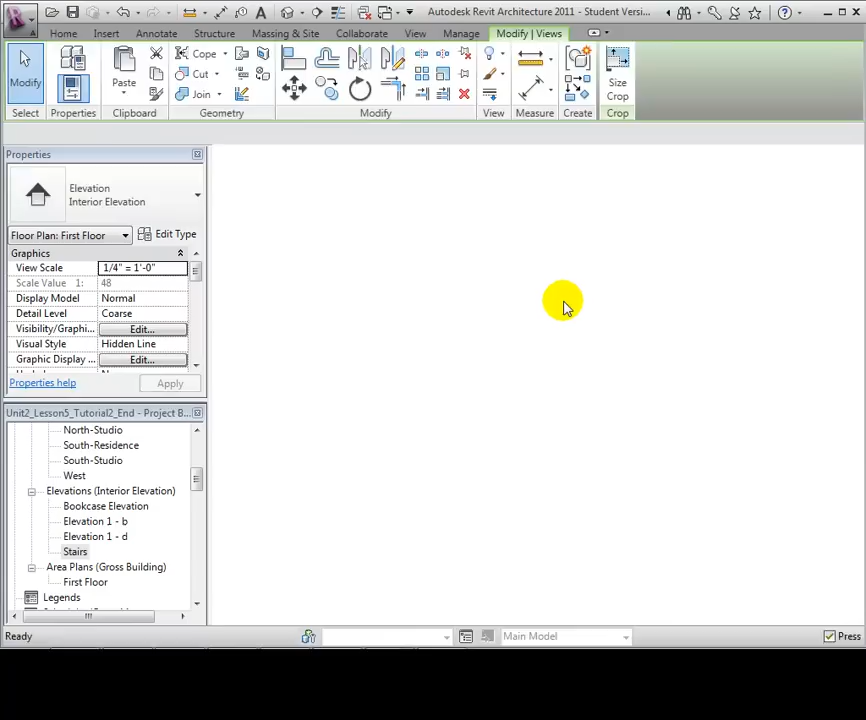 Autodesk Revit Architecture 2011 - Student Versi...
Home Insert Annotate Structure Massing & Site Collaborate View Manage Modify | Views
Modify
Paste
Cope
Cut
Join
Size
Crop
Select Properties Clipboard Geometry Modify View Measure Create Crop
Properties
Elevation
Interior Elevation
Floor Plan: First Floor Edit Type
Graphics
View Scale 1/4" = 1'-0"
Scale Value 1: 48
Display Model Normal
Detail Level Coarse
Visibility/Graphi... Edit...
Visual Style Hidden Line
Graphic Display ... Edit...
Properties help Apply
Unit2_Lesson5_Tutorial2_End - Project B...
North-Studio
South-Residence
South-Studio
West
Elevations (Interior Elevation)
Bookcase Elevation
Elevation 1 - b
Elevation 1 - d
Stairs
Area Plans (Gross Building)
First Floor
Legends
Ready Main Model Press